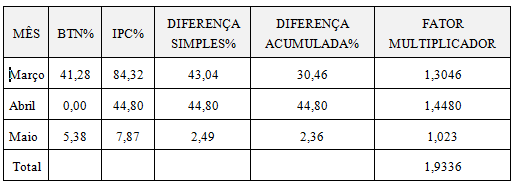 MÊS BTN% IPC% DIFERENÇA SIMPLES% DIFERENÇA ACUMULADA% FATOR MULTIPLICADOR
Março 41,28 84,32 43,04 30,46 1,3046
Abril 0,00 44,80 44,80 44,80 1,4480
Maio 5,38 7,87 2,49 2,36 1,023
Total 1,9336